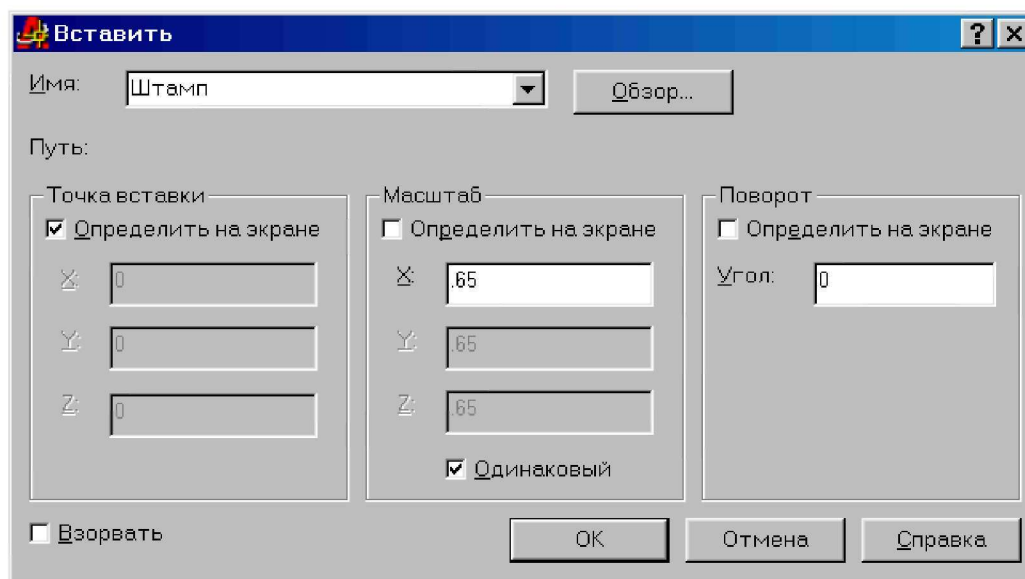 Вставить
Имя: Штамп Обзор...
Путь:
Точка вставки Масштаб Поворот
Определить на экране Определить на экране Определить на экране
X: 0 X: .65 Угол: 0
Y: 0 Y: .65
Z: 0 Z: .65
Одинаковый
Взорвать OK Отмена Справка